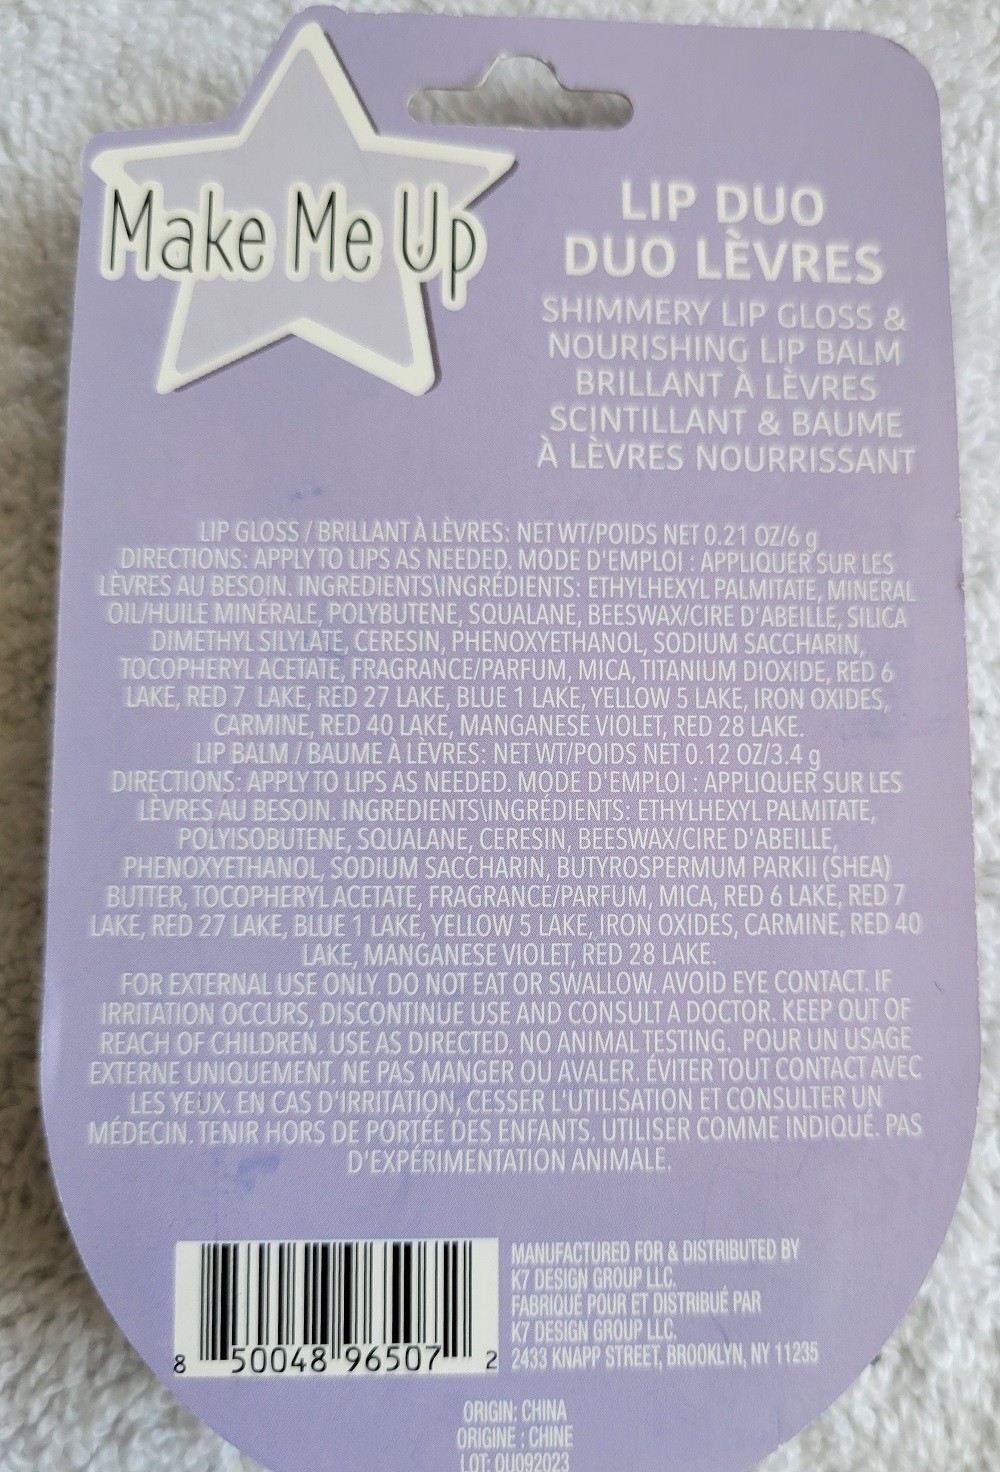 Make Me Up
LIP DUO
DUO LÈVRES
SHIMMERY LIP GLOSS &
NOURISHING LIP BALM
BRILLANT À LÈVRES
SCINTILLANT & BAUME
À LÈVRES NOURRISSANT
LIP GLOSS / BRILLANT À LÈVRES: NET WT/POIDS NET 0.21 OZ/6 g
DIRECTIONS: APPLY TO LIPS AS NEEDED. MODE D'EMPLOI : APPLIQUER SUR LES
LÈVRES AU BESOIN. INGREDIENTS\INGRÉDIENTS: ETHYLHEXYL PALMITATE, MINERAL
OIL/HUILE MINÉRALE, POLYBUTENE, SQUALANE, BEESWAX/CIRE D'ABEILLE, SILICA
DIMETHYL SILYLATE, CERESIN, PHENOXYETHANOL, SODIUM SACCHARIN,
TOCOPHERYL ACETATE, FRAGRANCE/PARFUM, MICA, TITANIUM DIOXIDE, RED 6
LAKE, RED 7 LAKE, RED 27 LAKE, BLUE 1 LAKE, YELLOW 5 LAKE, IRON OXIDES,
CARMINE, RED 40 LAKE, MANGANESE VIOLET, RED 28 LAKE.
LIP BALM / BAUME À LÈVRES: NET WT/POIDS NET 0.12 OZ/3.4 g
DIRECTIONS: APPLY TO LIPS AS NEEDED. MODE D'EMPLOI : APPLIQUER SUR LES
LÈVRES AU BESOIN. INGREDIENTS\INGRÉDIENTS: ETHYLHEXYL PALMITATE,
POLYISOBUTENE, SQUALANE, CERESIN, BEESWAX/CIRE D'ABEILLE,
PHENOXYETHANOL, SODIUM SACCHARIN, BUTYROSPERMUM PARKII (SHEA)
BUTTER, TOCOPHERYL ACETATE, FRAGRANCE/PARFUM, MICA, RED 6 LAKE, RED 7
LAKE, RED 27 LAKE, BLUE 1 LAKE, YELLOW 5 LAKE, IRON OXIDES, CARMINE, RED 40
LAKE, MANGANESE VIOLET, RED 28 LAKE.
FOR EXTERNAL USE ONLY. DO NOT EAT OR SWALLOW. AVOID EYE CONTACT. IF
IRRITATION OCCURS, DISCONTINUE USE AND CONSULT A DOCTOR. KEEP OUT OF
REACH OF CHILDREN. USE AS DIRECTED. NO ANIMAL TESTING. POUR UN USAGE
EXTERNE UNIQUEMENT. NE PAS MANGER OU AVALER. ÉVITER TOUT CONTACT AVEC
LES YEUX. EN CAS D'IRRITATION, CESSER L'UTILISATION ET CONSULTER UN
MÉDECIN. TENIR HORS DE PORTÉE DES ENFANTS. UTILISER COMME INDIQUÉ. PAS
D'EXPÉRIMENTATION ANIMALE.
8 50048 96507 2
MANUFACTURED FOR & DISTRIBUTED BY
K7 DESIGN GROUP LLC.
FABRIQUÉ POUR ET DISTRIBUÉ PAR
K7 DESIGN GROUP LLC.
2433 KNAPP STREET, BROOKLYN, NY 11235
ORIGIN: CHINA
ORIGINE : CHINE
LOT: OU092023